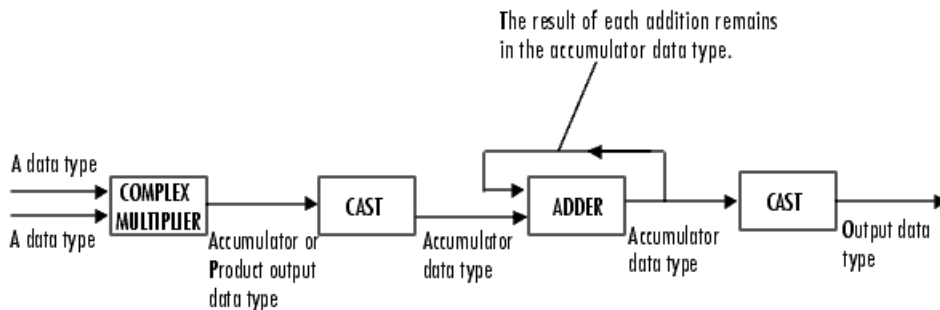 The result of each addition remains
in the accumulator data type.
A data type
COMPLEX
MULTIPLIER
A data type
Accumulator or
Product output
data type
CAST
Accumulator
data type
ADDER
Accumulator
data type
CAST
Output data
type